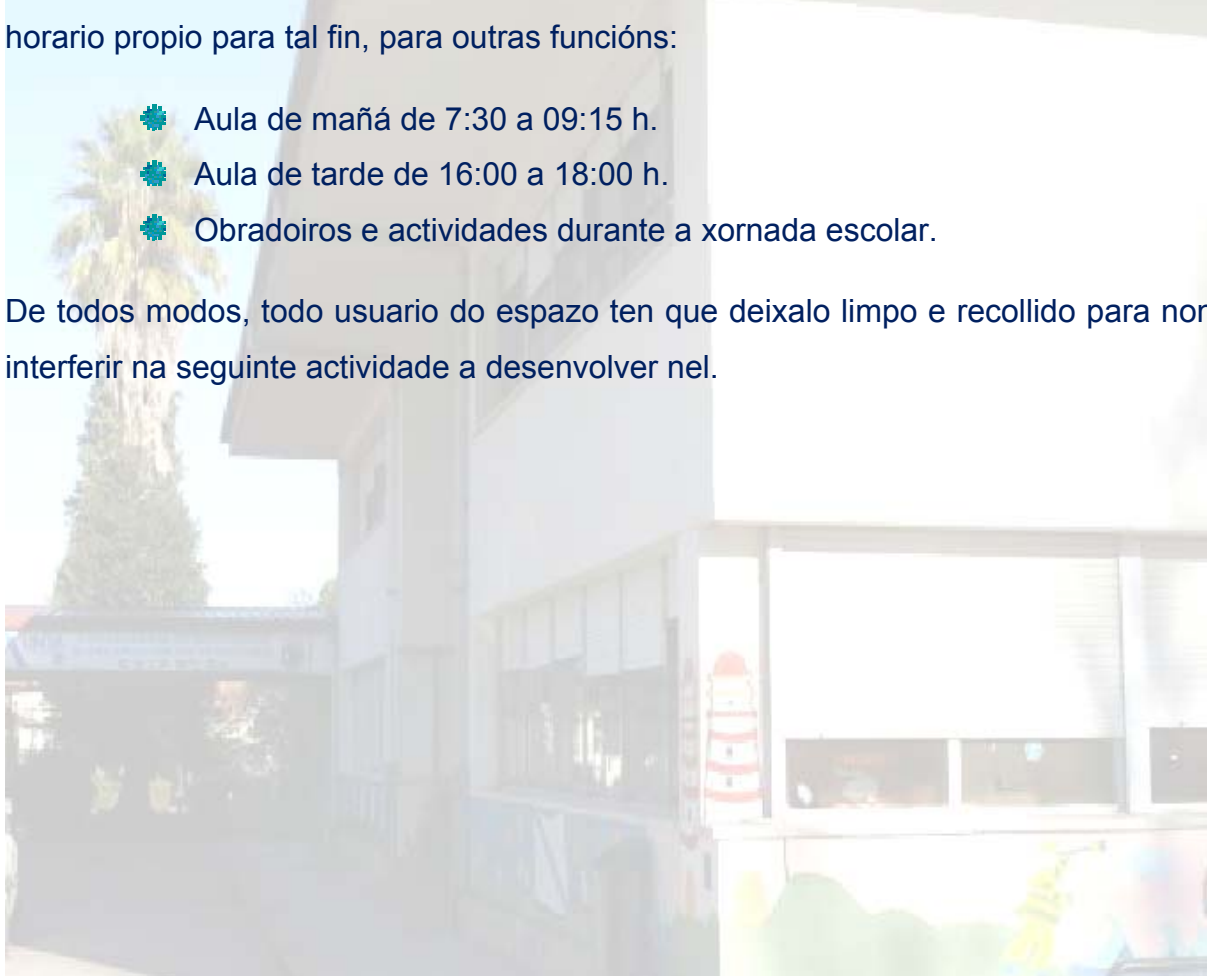 horario propio para tal fin, para outras funcións:
Aula de mañá de 7:30 a 09:15 h.
Aula de tarde de 16:00 a 18:00 h.
Obradoiros e actividades durante a xornada escolar.
De todos modos, todo usuario do espazo ten que deixalo limpo e recollido para non
interferir na seguinte actividade a desenvolver nel.